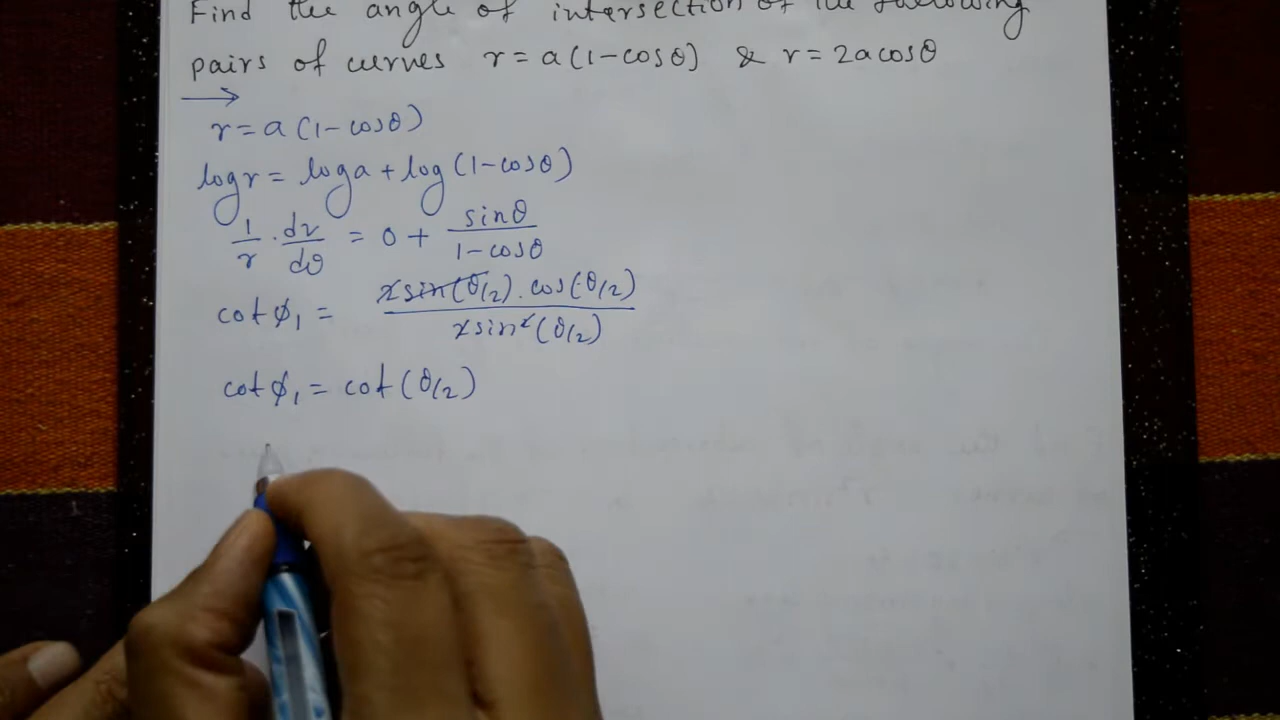 Find the angle of intersection of the following
pairs of curves r = a(1-cosθ) & r = 2acosθ
r = a(1-cosθ)
log r = log a + log(1-cosθ)
1/r . dr/dθ = 0 + sinθ/1-cosθ
cot φ₁ = 2sin(θ/2).cos(θ/2)/2sin²(θ/2)
cot φ₁ = cot(θ/2)